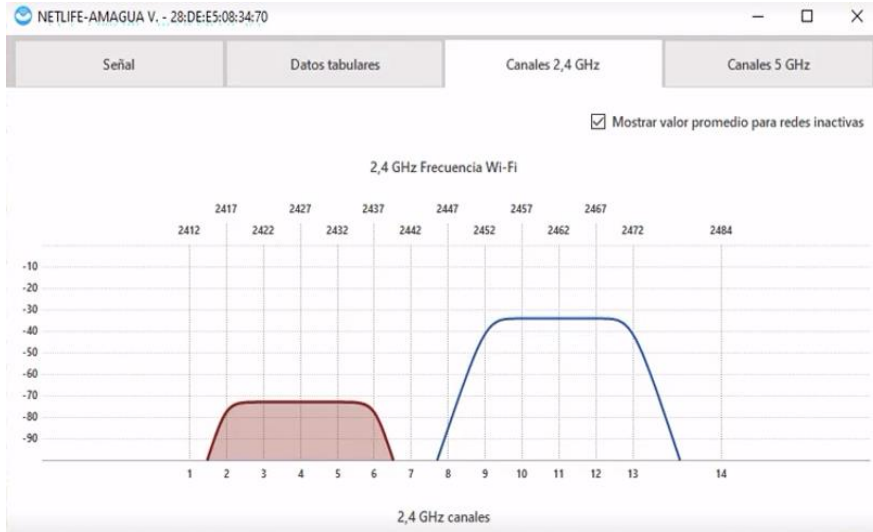 NETLIFE-AMAGUA V. - 28:DE:E5:08:34:70
Señal Datos tabulares Canales 2,4 GHz Canales 5 GHz
Mostrar valor promedio para redes inactivas
2,4 GHz Frecuencia Wi-Fi
2417 2427 2437 2447 2457 2467
2412 2422 2432 2442 2452 2462 2472 2484
-10
-20
-30
-40
-50
-60
-70
-80
-90
1 2 3 4 5 6 7 8 9 10 11 12 13 14
2,4 GHz canales